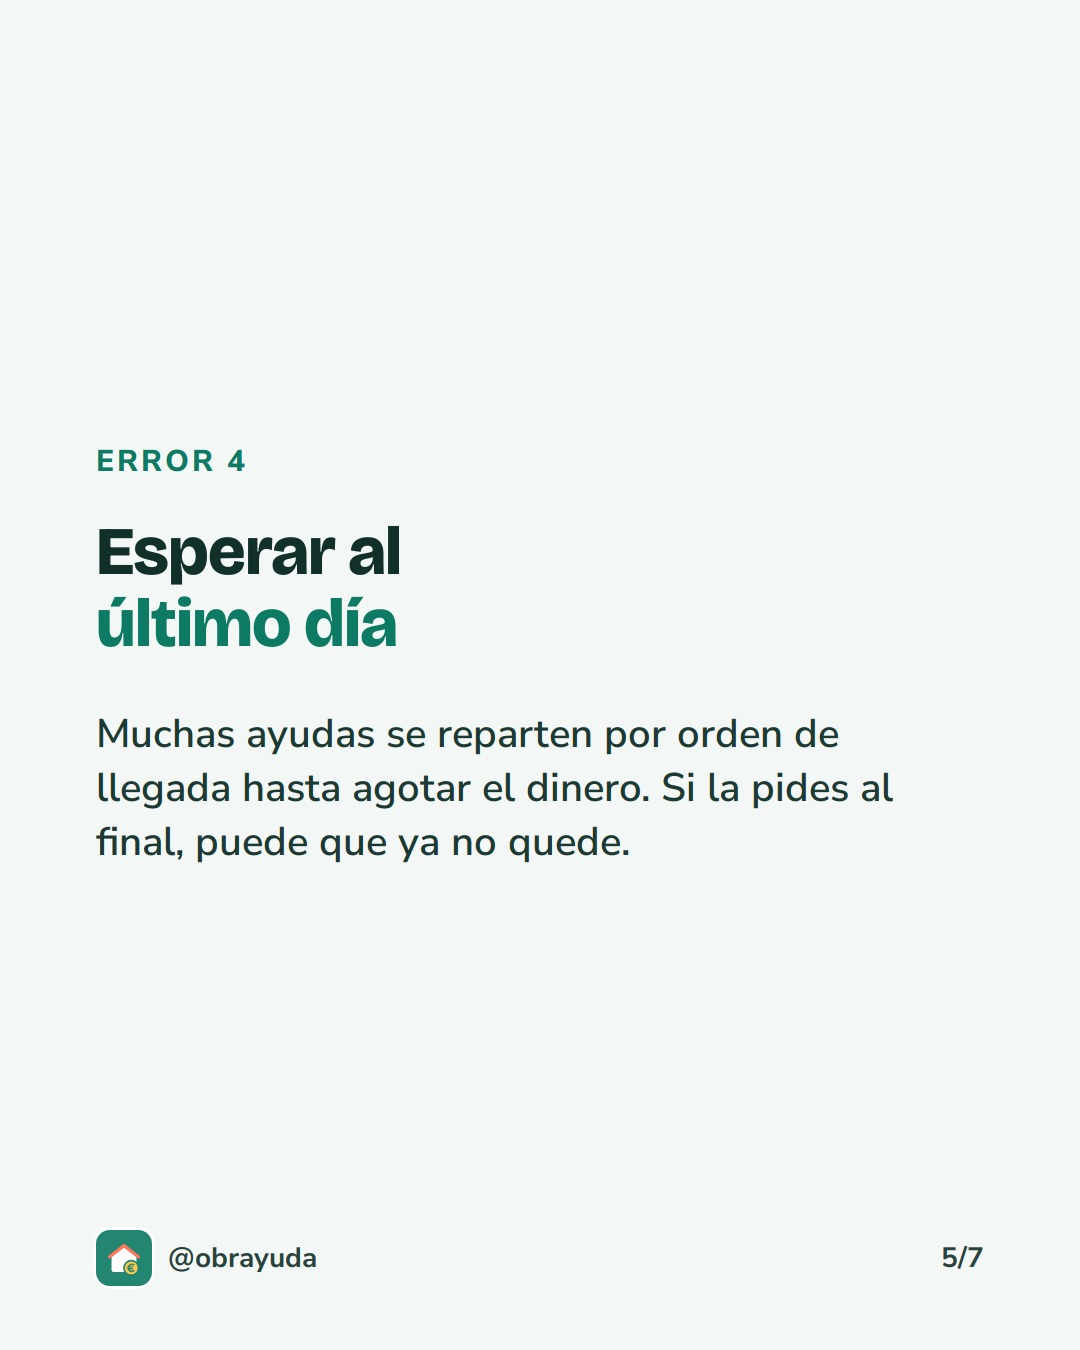 ERROR 4
Esperar al
último día
Muchas ayudas se reparten por orden de
llegada hasta agotar el dinero. Si la pides al
final, puede que ya no quede.
€
@obrayuda
5/7